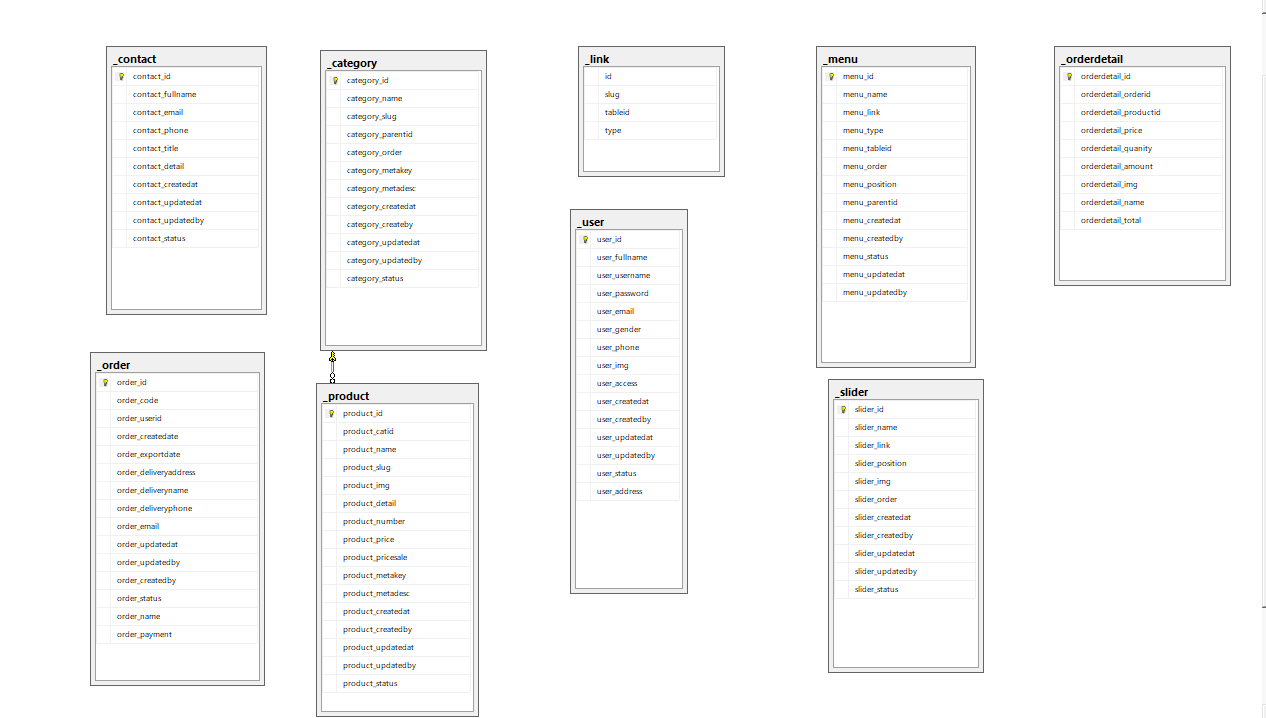 _contact
contact_id
contact_fullname
contact_email
contact_phone
contact_title
contact_detail
contact_createdat
contact_updatedat
contact_updatedby
contact_status
_category
category_id
category_name
category_slug
category_parentid
category_order
category_metakey
category_metadesc
category_createdat
category_createby
category_updatedat
category_updatedby
category_status
_link
id
slug
tableid
type
_menu
menu_id
menu_name
menu_link
menu_type
menu_tableid
menu_order
menu_position
menu_parentid
menu_createdat
menu_createdby
menu_status
menu_updatedat
menu_updatedby
_orderdetail
orderdetail_id
orderdetail_orderid
orderdetail_productid
orderdetail_price
orderdetail_quanity
orderdetail_amount
orderdetail_img
orderdetail_name
orderdetail_total
_user
user_id
user_fullname
user_username
user_password
user_email
user_gender
user_phone
user_img
user_access
user_createdat
user_createdby
user_updatedat
user_updatedby
user_status
user_address
_order
order_id
order_code
order_userid
order_createdate
order_exportdate
order_deliveryaddress
order_deliveryname
order_deliveryphone
order_email
order_updatedat
order_updatedby
order_createdby
order_status
order_name
order_payment
_product
product_id
product_catid
product_name
product_slug
product_img
product_detail
product_number
product_price
product_pricesale
product_metakey
product_metadesc
product_createdat
product_createdby
product_updatedat
product_updatedby
product_status
_slider
slider_id
slider_name
slider_link
slider_position
slider_img
slider_order
slider_createdat
slider_createdby
slider_updatedat
slider_updatedby
slider_status